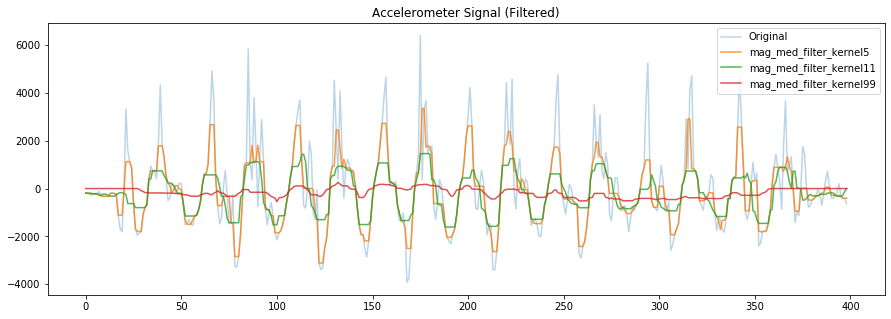 Accelerometer Signal (Filtered)
Original
mag_med_filter_kernel5
mag_med_filter_kernel11
mag_med_filter_kernel99
6000
4000
2000
0
−2000
−4000
0 50 100 150 200 250 300 350 400